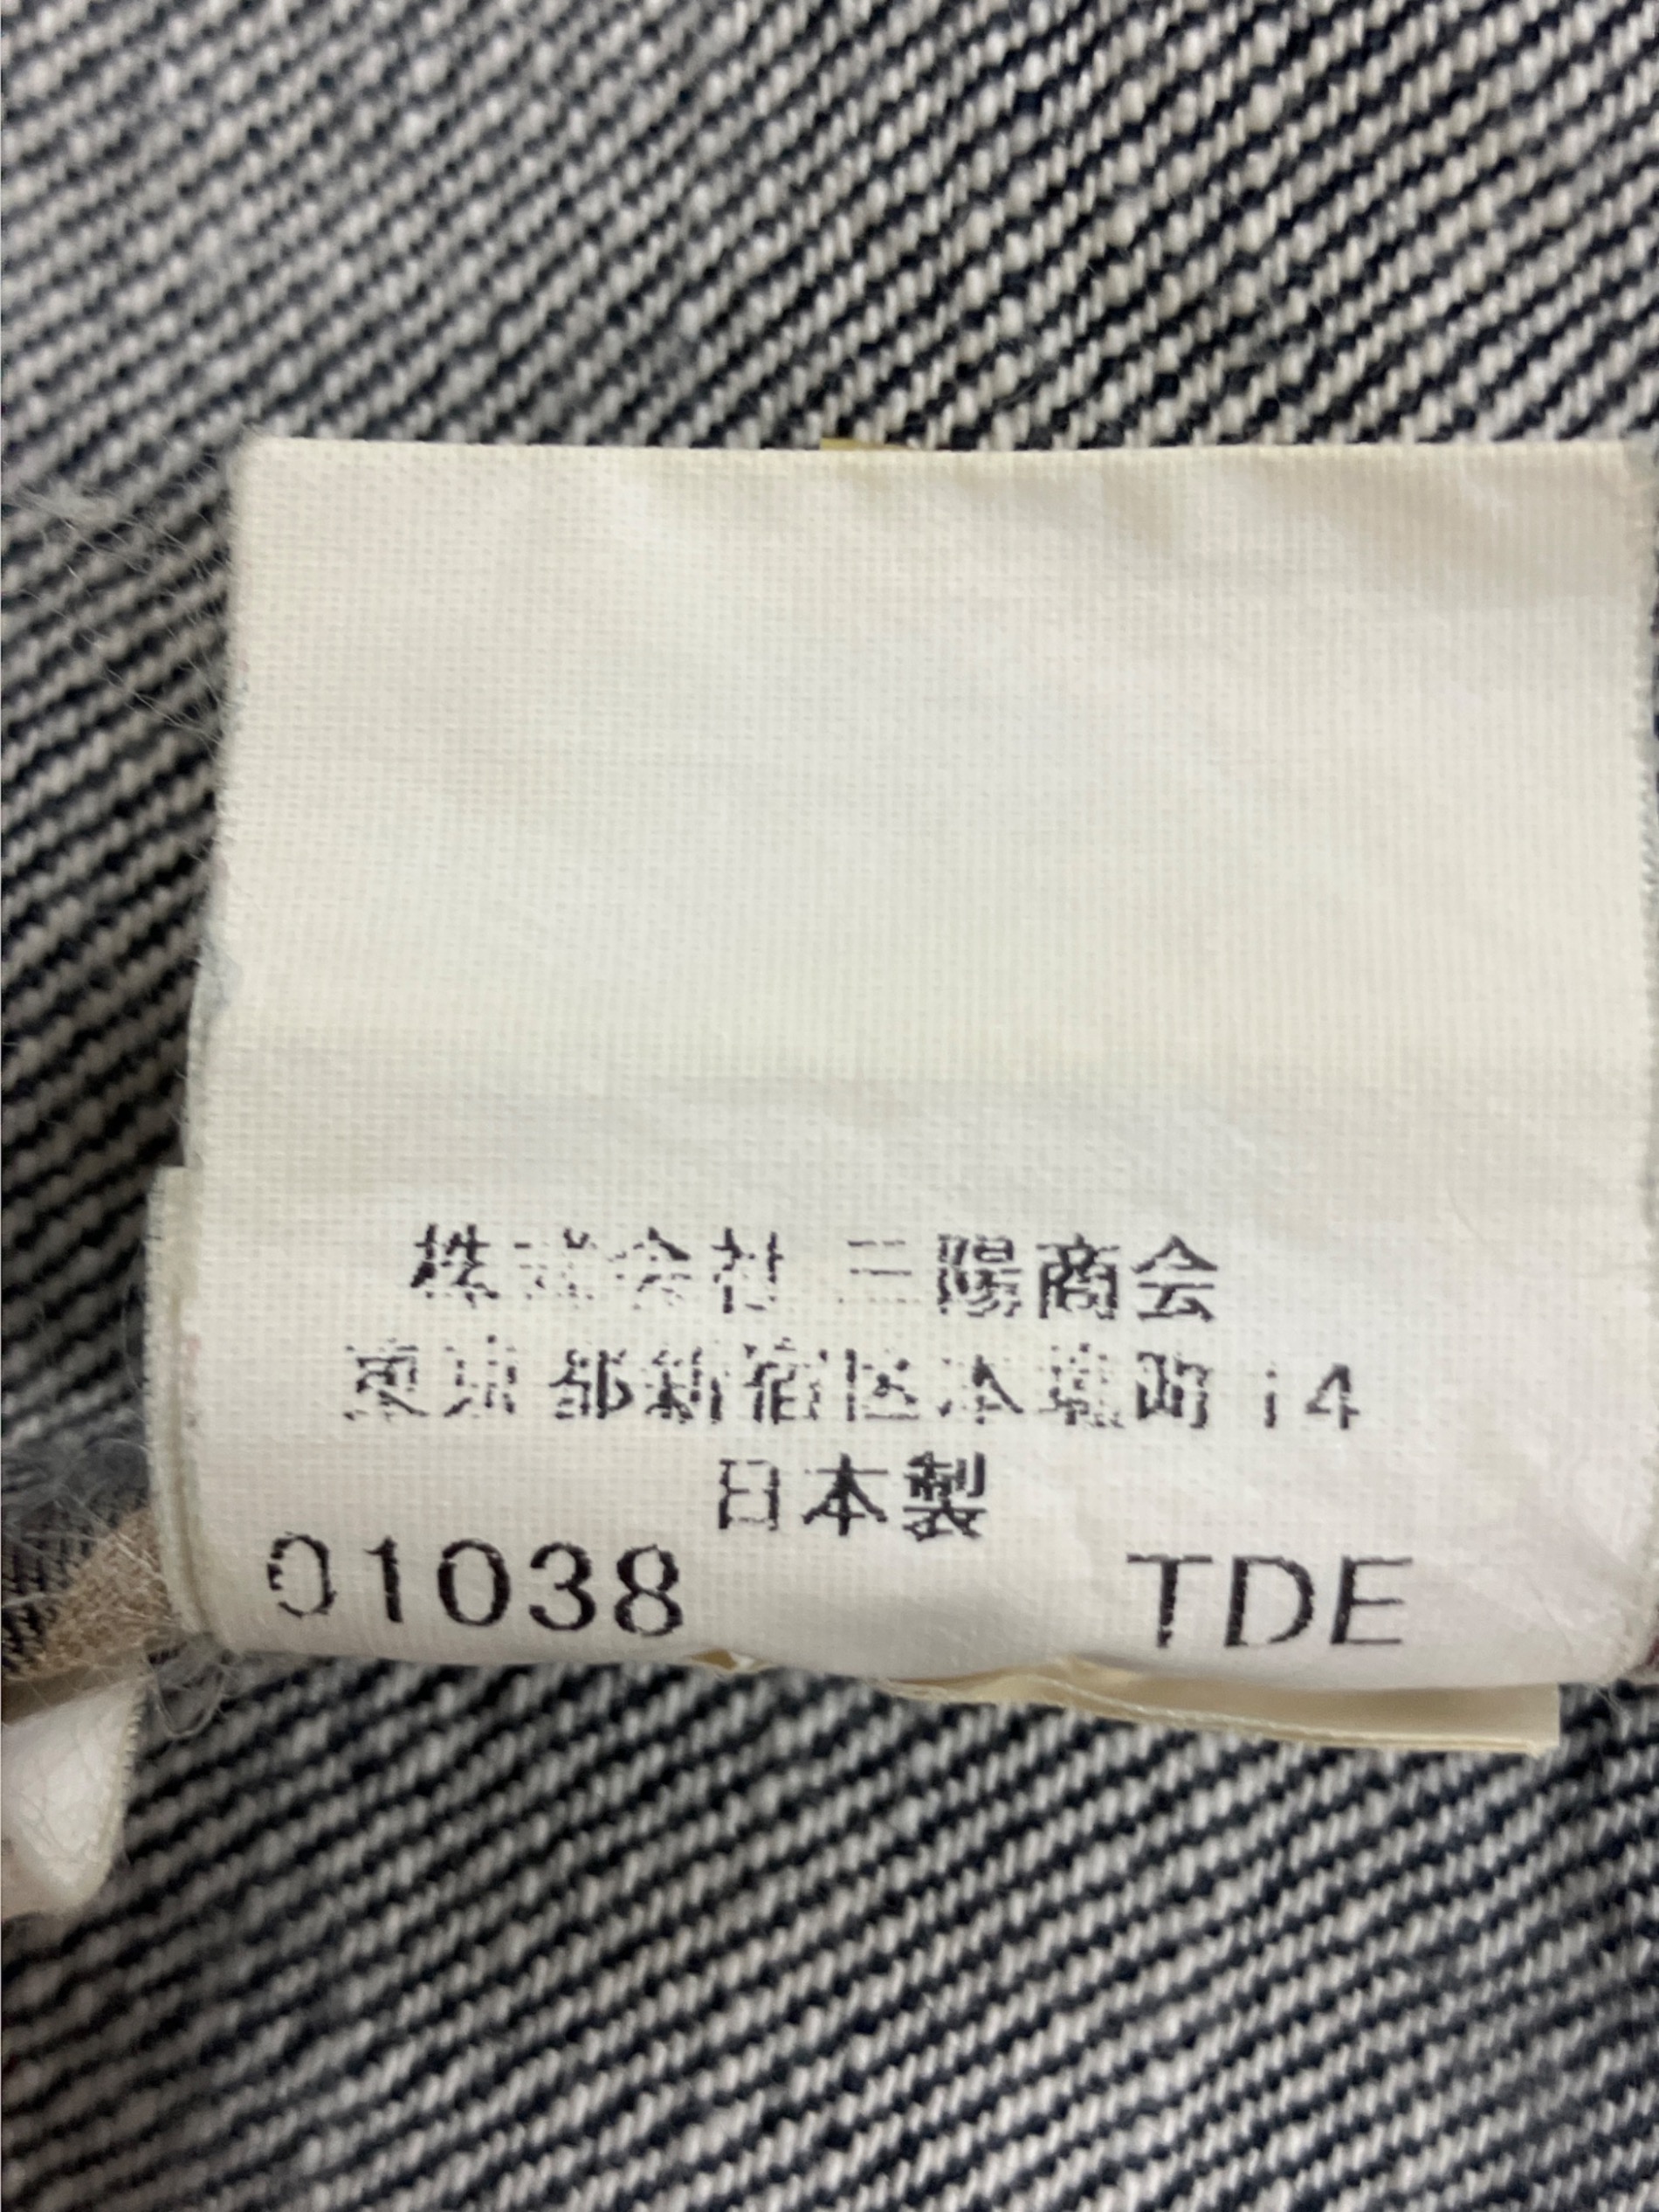 株式会社 三陽商会
東京都新宿区本塩町14
日本製
01038 TDE